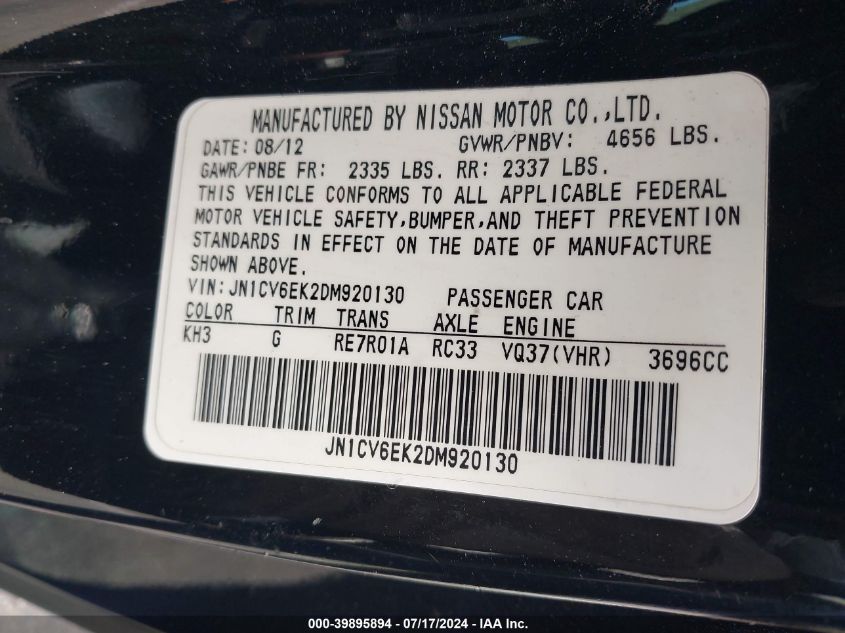 MANUFACTURED BY NISSAN MOTOR CO.,LTD.
DATE: 08/12 GVWR/PNBV: 4656 LBS.
GAWR/PNBE FR: 2335 LBS. RR: 2337 LBS.
THIS VEHICLE CONFORMS TO ALL APPLICABLE FEDERAL
MOTOR VEHICLE SAFETY,BUMPER,AND THEFT PREVENTION
STANDARDS IN EFFECT ON THE DATE OF MANUFACTURE
SHOWN ABOVE.
VIN: JN1CV6EK2DM920130 PASSENGER CAR
COLOR TRIM TRANS AXLE ENGINE
KH3 G RE7R01A RC33 VQ37(VHR) 3696CC
JN1CV6EK2DM920130
000-39895894 / 07/17/2024 - IAA Inc.